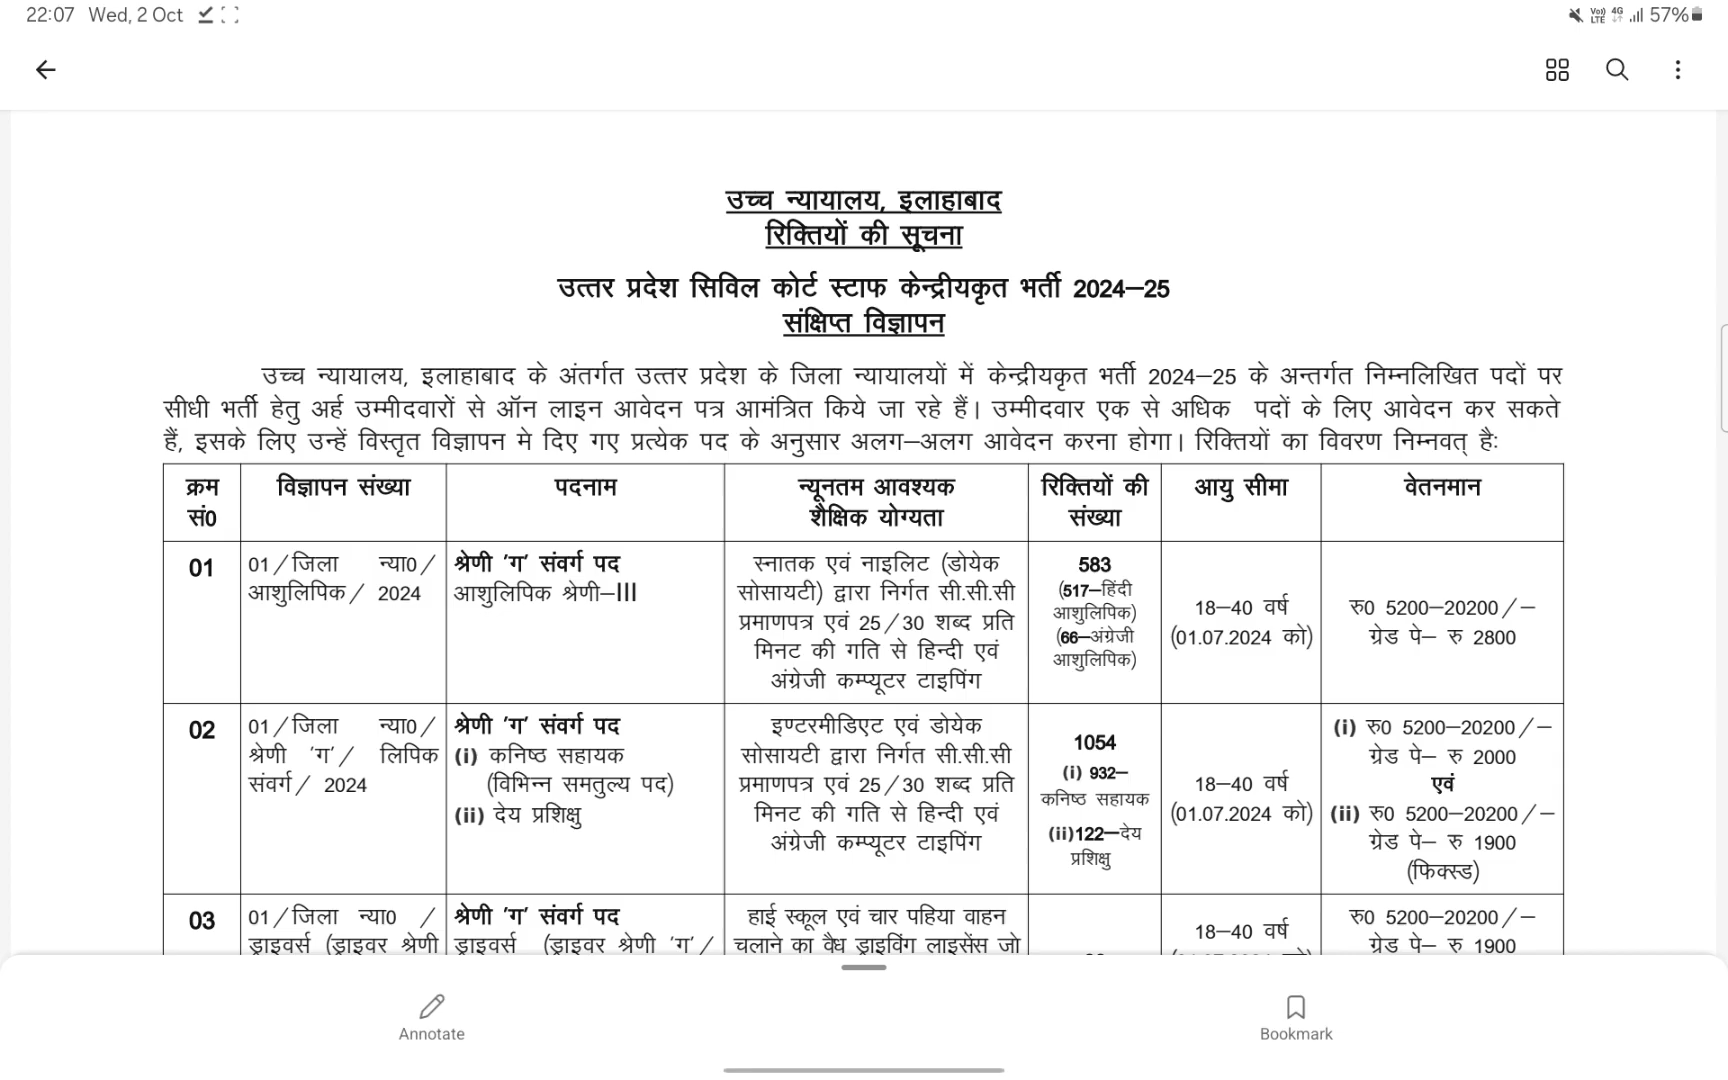 22:07 Wed, 2 Oct
Vo)) LTE 4G 57%
उच्च न्यायालय, इलाहाबाद
रिक्तियों की सूचना
उत्तर प्रदेश सिविल कोर्ट स्टाफ केन्द्रीयकृत भर्ती 2024–25
संक्षिप्त विज्ञापन
उच्च न्यायालय, इलाहाबाद के अंतर्गत उत्तर प्रदेश के जिला न्यायालयों में केन्द्रीयकृत भर्ती 2024–25 के अन्तर्गत निम्नलिखित पदों पर
सीधी भर्ती हेतु अर्ह उम्मीदवारों से ऑन लाइन आवेदन पत्र आमंत्रित किये जा रहे हैं। उम्मीदवार एक से अधिक पदों के लिए आवेदन कर सकते
हैं, इसके लिए उन्हें विस्तृत विज्ञापन मे दिए गए प्रत्येक पद के अनुसार अलग–अलग आवेदन करना होगा। रिक्तियों का विवरण निम्नवत् हैः
क्रम
सं0
विज्ञापन संख्या
पदनाम
न्यूनतम आवश्यक
शैक्षिक योग्यता
रिक्तियों की
संख्या
आयु सीमा
वेतनमान
01
01/जिला न्या0/
आशुलिपिक/ 2024
श्रेणी 'ग' संवर्ग पद
आशुलिपिक श्रेणी–III
स्नातक एवं नाइलिट (डोयेक
सोसायटी) द्वारा निर्गत सी.सी.सी
प्रमाणपत्र एवं 25/30 शब्द प्रति
मिनट की गति से हिन्दी एवं
अंग्रेजी कम्प्यूटर टाइपिंग
583
(517–हिंदी
आशुलिपिक)
(66–अंग्रेजी
आशुलिपिक)
18–40 वर्ष
(01.07.2024 को)
रु0 5200–20200/–
ग्रेड पे– रु 2800
02
01/जिला न्या0/
श्रेणी 'ग'/ लिपिक
संवर्ग/ 2024
श्रेणी 'ग' संवर्ग पद
(i) कनिष्ठ सहायक
(विभिन्न समतुल्य पद)
(ii) देय प्रशिक्षु
इण्टरमीडिएट एवं डोयेक
सोसायटी द्वारा निर्गत सी.सी.सी
प्रमाणपत्र एवं 25/30 शब्द प्रति
मिनट की गति से हिन्दी एवं
अंग्रेजी कम्प्यूटर टाइपिंग
1054
(i) 932–
कनिष्ठ सहायक
(ii)122–देय
प्रशिक्षु
18–40 वर्ष
(01.07.2024 को)
(i) रु0 5200–20200/–
ग्रेड पे– रु 2000
एवं
(ii) रु0 5200–20200/–
ग्रेड पे– रु 1900
(फिक्स्ड)
03
01/जिला न्या0 /
ड्राइवर्स (ड्राइवर श्रेणी
श्रेणी 'ग' संवर्ग पद
ड्राइवर्स (ड्राइवर श्रेणी 'ग'/
हाई स्कूल एवं चार पहिया वाहन
चलाने का वैध ड्राइविंग लाइसेंस जो
18–40 वर्ष
रु0 5200–20200/–
ग्रेड पे– रु 1900
Annotate
Bookmark